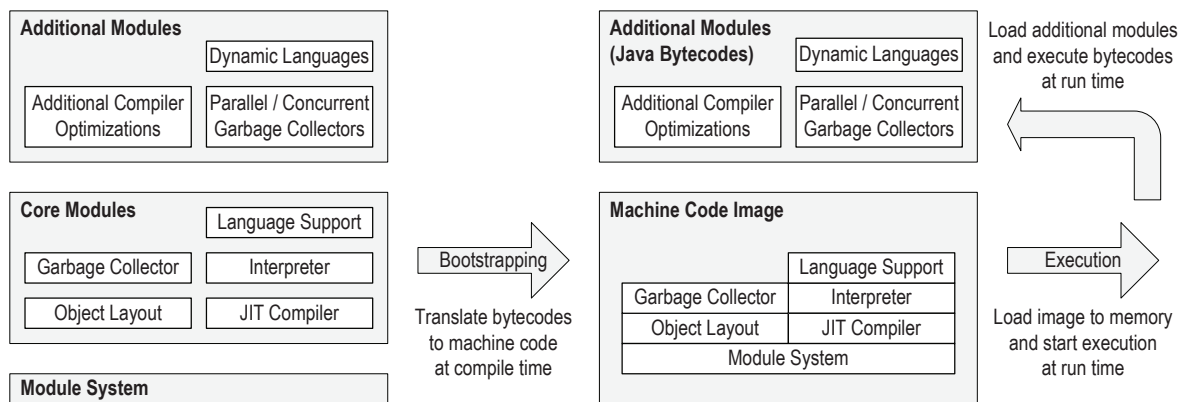 Additional Modules
Dynamic Languages
Additional Compiler
Optimizations
Parallel / Concurrent
Garbage Collectors
Core Modules
Language Support
Garbage Collector
Interpreter
Object Layout
JIT Compiler
Module System
Bootstrapping
Translate bytecodes
to machine code
at compile time
Additional Modules
(Java Bytecodes)
Dynamic Languages
Additional Compiler
Optimizations
Parallel / Concurrent
Garbage Collectors
Machine Code Image
Language Support
Garbage Collector
Interpreter
Object Layout
JIT Compiler
Module System
Load additional modules
and execute bytecodes
at run time
Execution
Load image to memory
and start execution
at run time